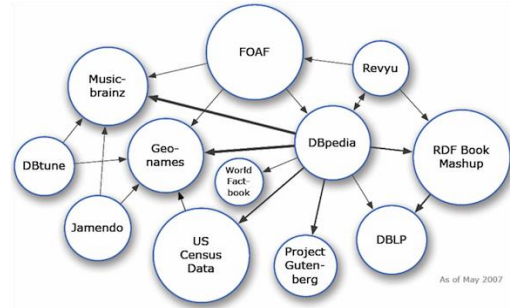 FOAF
Music-
brainz
Revyu
DBpedia
Geo-
names
RDF Book
Mashup
DBtune
World
Fact-
book
Jamendo
US
Census
Data
Project
Guten-
berg
DBLP
As of May 2007